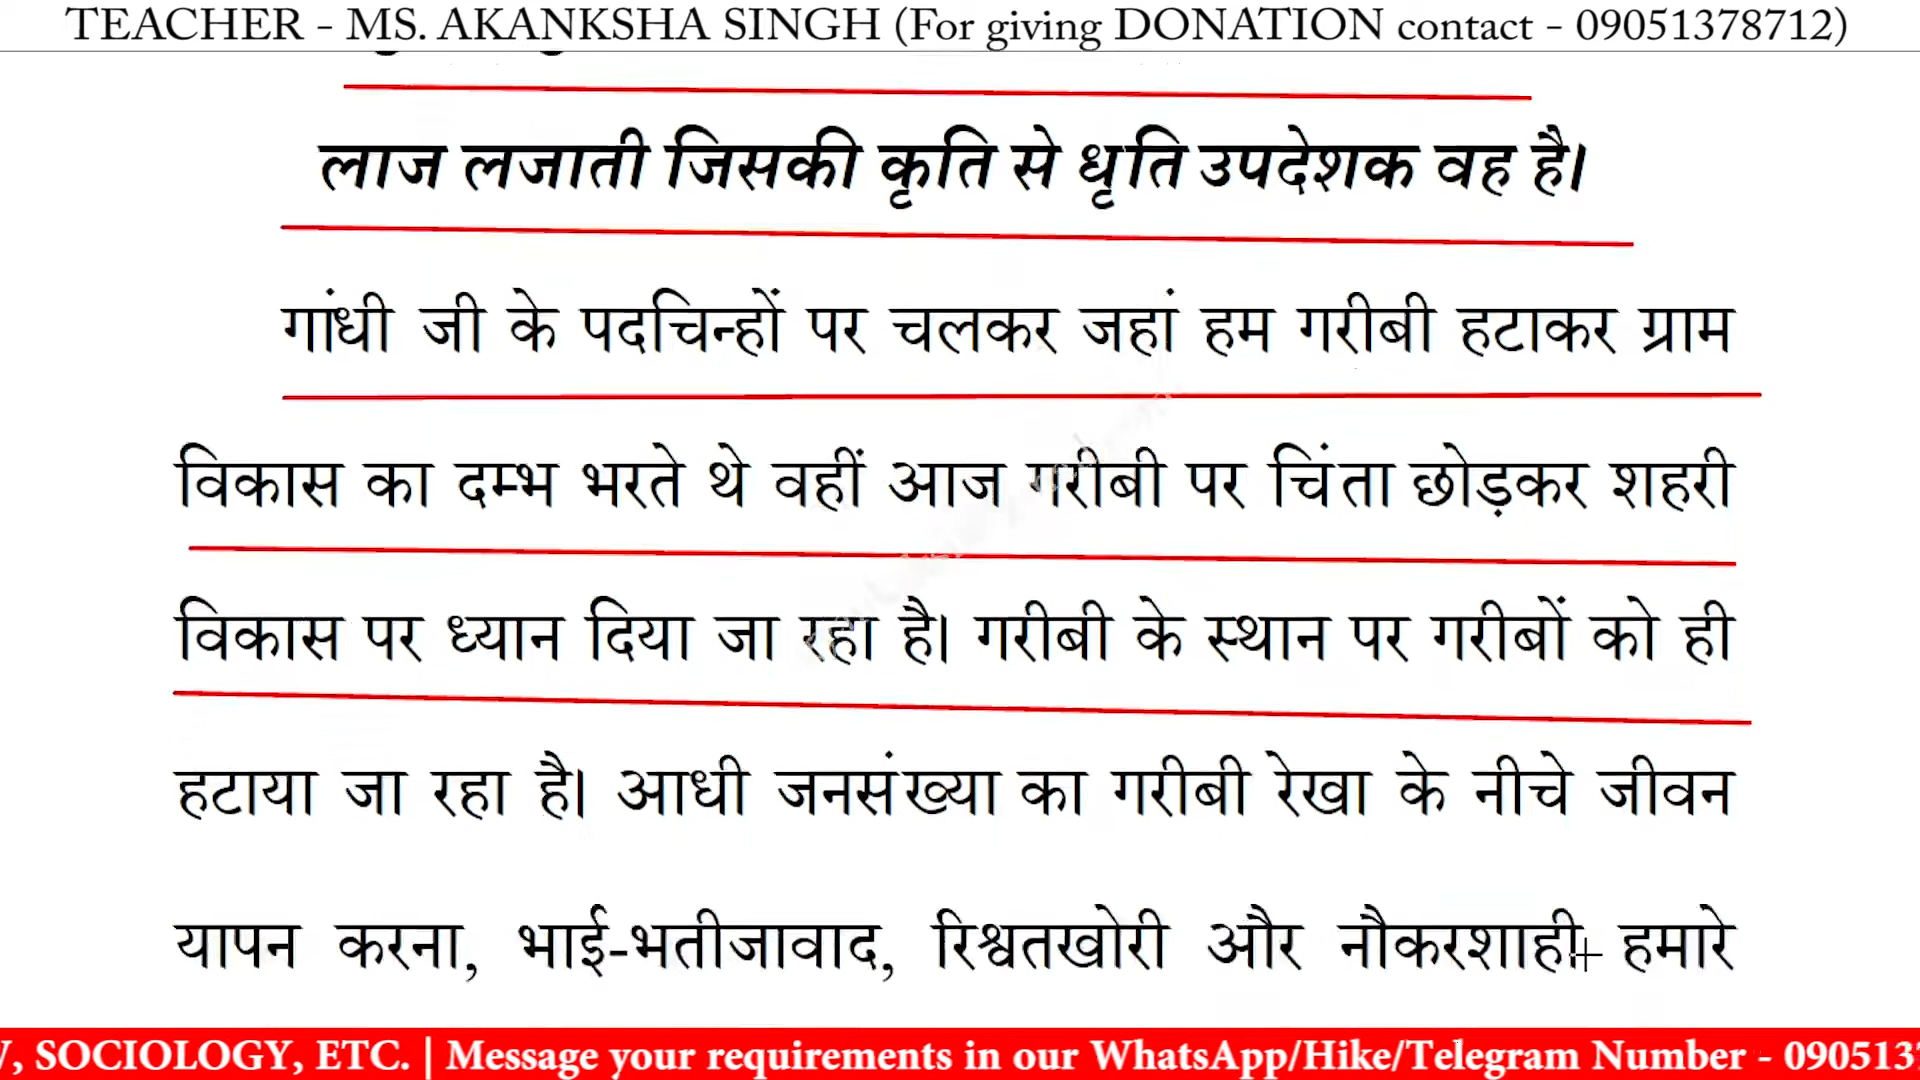 TEACHER - MS. AKANKSHA SINGH (For giving DONATION contact - 09051378712)
लाज लजाती जिसकी कृति से धृति उपदेशक वह है।
गांधी जी के पदचिन्हों पर चलकर जहां हम गरीबी हटाकर ग्राम
विकास का दम्भ भरते थे वहीं आज गरीबी पर चिंता छोड़कर शहरी
विकास पर ध्यान दिया जा रहा है। गरीबी के स्थान पर गरीबों को ही
हटाया जा रहा है। आधी जनसंख्या का गरीबी रेखा के नीचे जीवन
यापन करना, भाई-भतीजावाद, रिश्वतखोरी और नौकरशाही हमारे
, SOCIOLOGY, ETC. | Message your requirements in our WhatsApp/Hike/Telegram Number - 090513